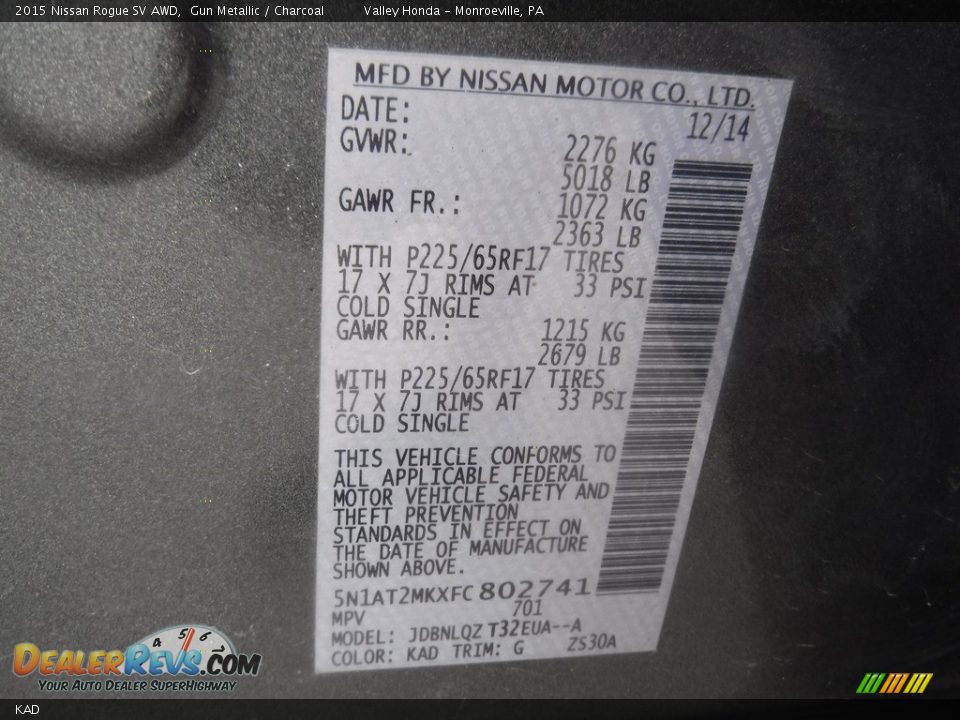 2015 Nissan Rogue SV AWD,  Gun Metallic / Charcoal  Valley Honda - Monroeville, PA
MFD BY NISSAN MOTOR CO., LTD.
DATE: 12/14
GVWR: 2276 KG
5018 LB
GAWR FR.: 1072 KG
2363 LB
WITH P225/65RF17 TIRES
17 X 7J RIMS AT 33 PSI
COLD SINGLE
GAWR RR.: 1215 KG
2679 LB
WITH P225/65RF17 TIRES
17 X 7J RIMS AT 33 PSI
COLD SINGLE
THIS VEHICLE CONFORMS TO
ALL APPLICABLE FEDERAL
MOTOR VEHICLE SAFETY AND
THEFT PREVENTION
STANDARDS IN EFFECT ON
THE DATE OF MANUFACTURE
SHOWN ABOVE.
5N1AT2MKXFC802741
MPV 701
MODEL: JDBNLQZ T32EUA--A
COLOR: KAD TRIM: G ZS30A
4 5 6
DEALERREVS.COM
YOUR AUTO DEALER SUPERHIGHWAY
KAD